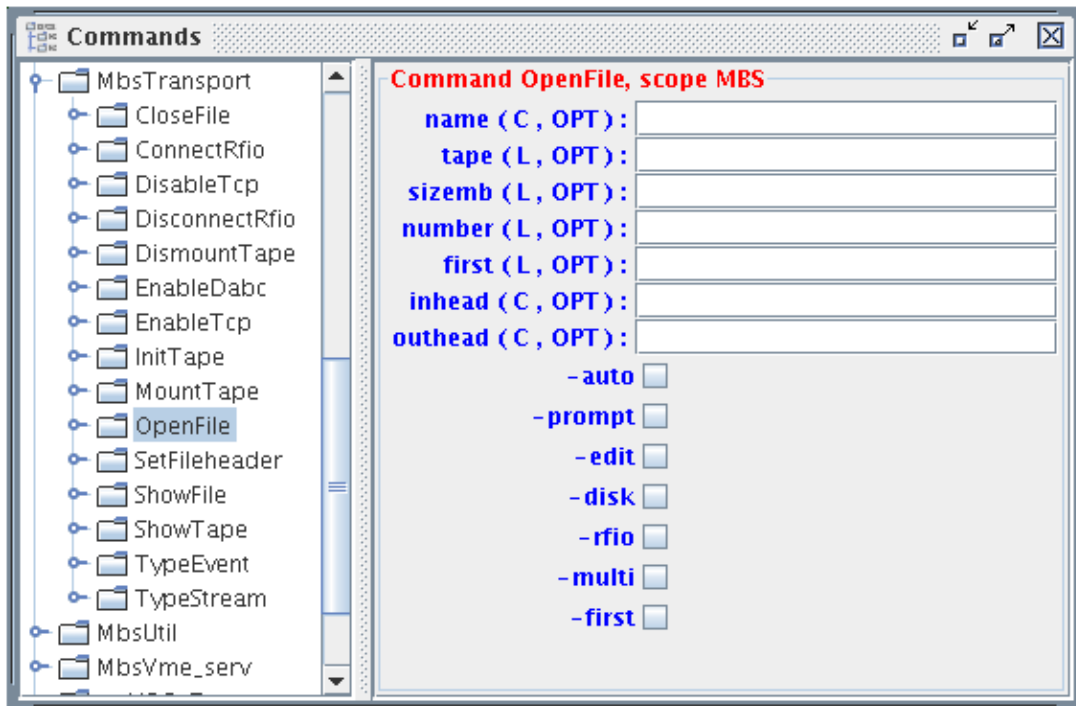 Commands
MbsTransport
CloseFile
ConnectRfio
DisableTcp
DisconnectRfio
DismountTape
EnableDabc
EnableTcp
InitTape
MountTape
OpenFile
SetFileheader
ShowFile
ShowTape
TypeEvent
TypeStream
MbsUtil
MbsVme_serv
Command OpenFile, scope MBS
name ( C , OPT ) :
tape ( L , OPT ) :
sizemb ( L , OPT ) :
number ( L , OPT ) :
first ( L , OPT ) :
inhead ( C , OPT ) :
outhead ( C , OPT ) :
-auto
-prompt
-edit
-disk
-rfio
-multi
-first